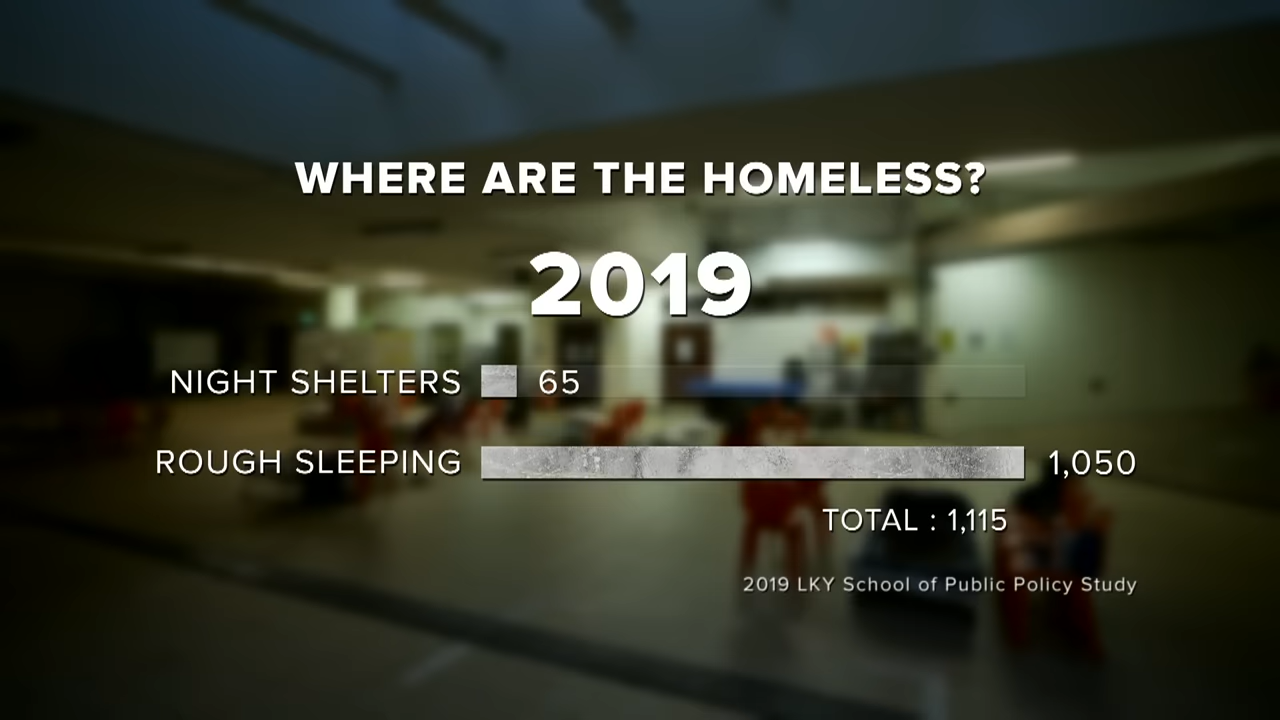 WHERE ARE THE HOMELESS?
2019
NIGHT SHELTERS 65
ROUGH SLEEPING 1,050
TOTAL : 1,115
2019 LKY School of Public Policy Study